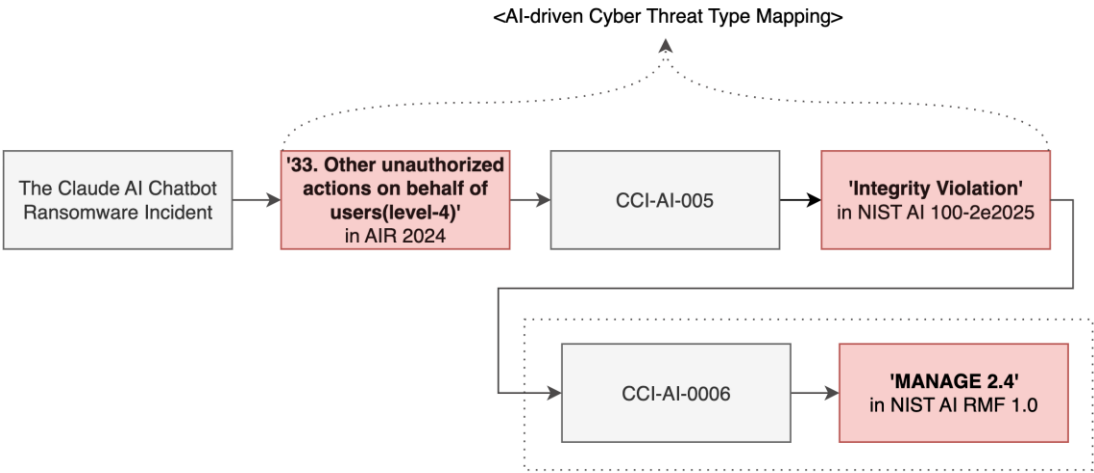 <AI-driven Cyber Threat Type Mapping>
The Claude AI Chatbot
Ransomware Incident
'33. Other unauthorized
actions on behalf of
users(level-4)'
in AIR 2024
CCI-AI-005
'Integrity Violation'
in NIST AI 100-2e2025
CCI-AI-0006
'MANAGE 2.4'
in NIST AI RMF 1.0